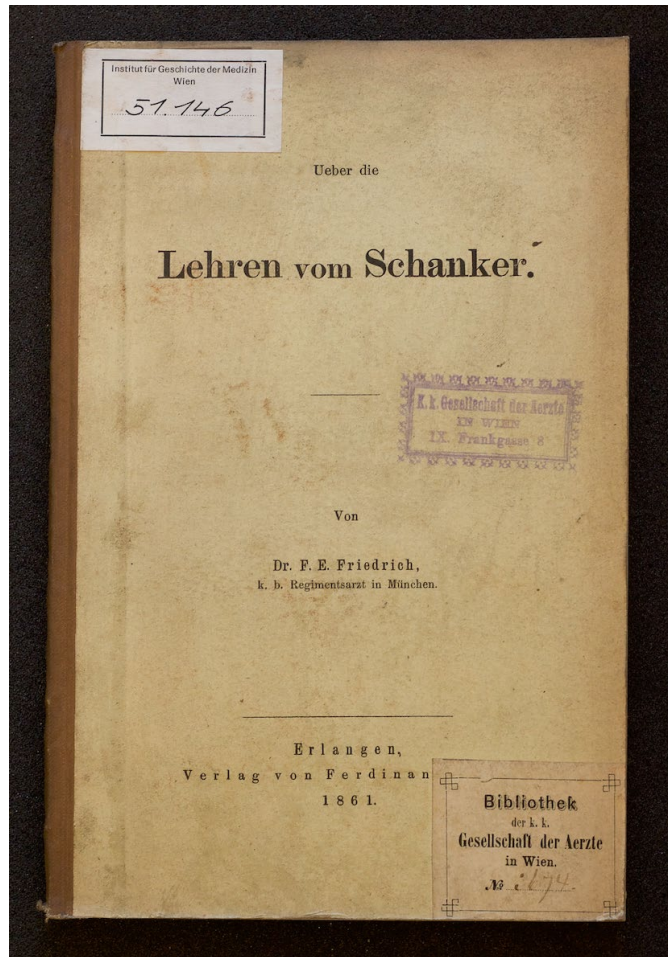 Institut für Geschichte der Medizin
Wien
51.146
Ueber die
Lehren vom Schanker.
K. k. Gesellschaft der Aerzte
IN WIEN
IX. Frankgasse 8
Von
Dr. F. E. Friedrich,
k. b. Regimentsarzt in München.
Erlangen,
Verlag von Ferdinan
1861.
Bibliothek
der k. k.
Gesellschaft der Aerzte
in Wien.
№